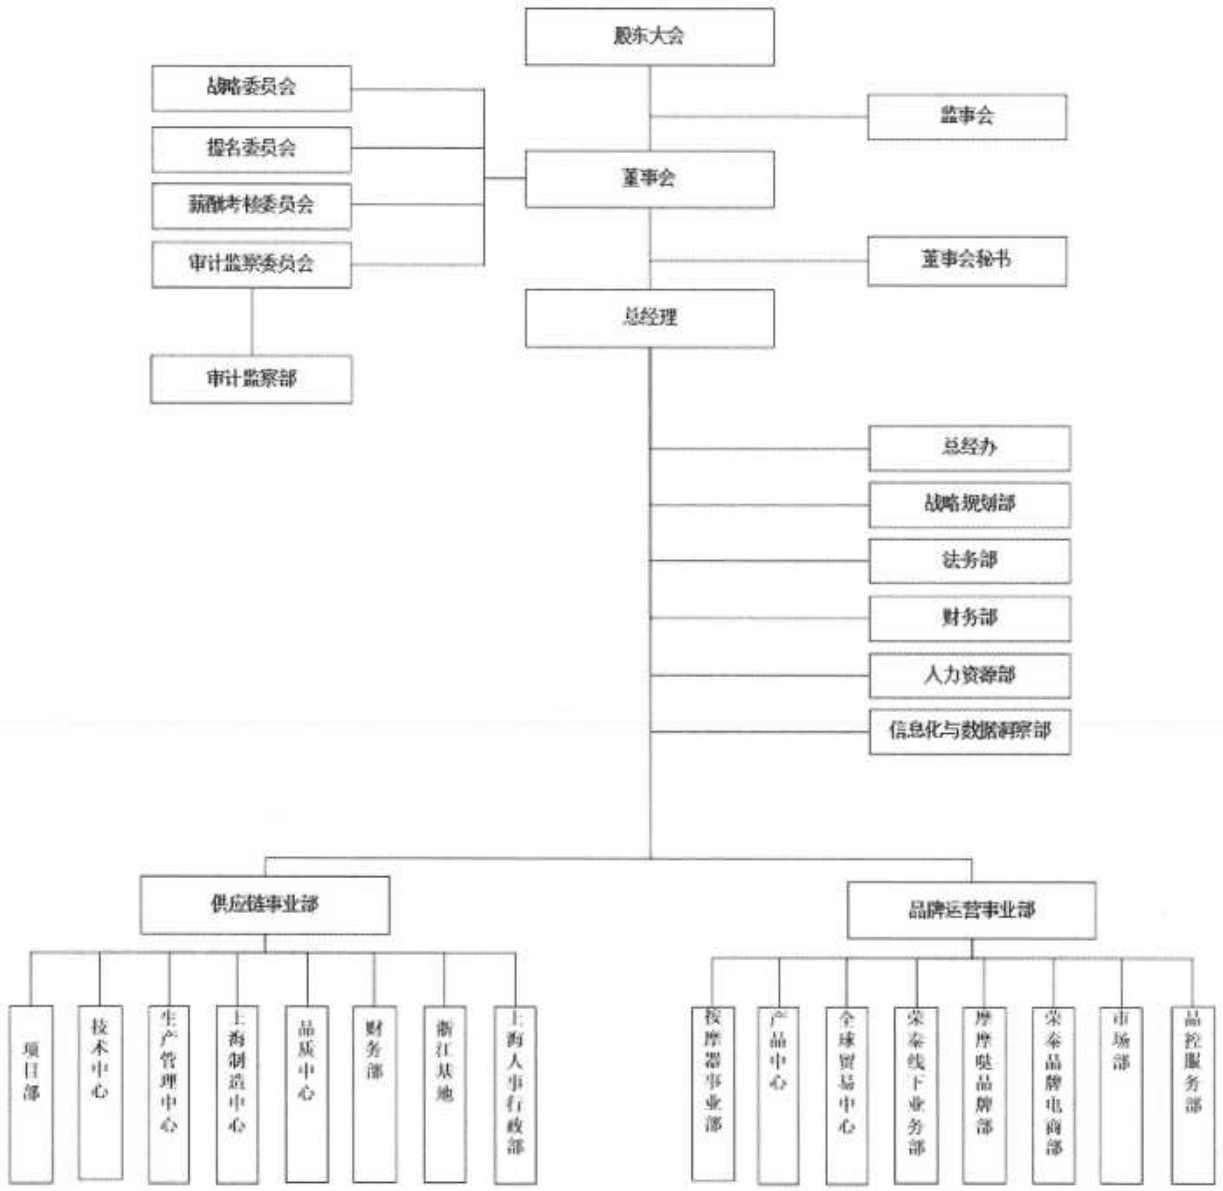 股东大会
战略委员会
监事会
提名委员会
董事会
薪酬考核委员会
审计监察委员会
董事会秘书
总经理
审计监察部
总经办
战略规划部
法务部
财务部
人力资源部
信息化与数据洞察部
供应链事业部
品牌运营事业部
项目部
技术中心
生产管理中心
上海制造中心
品质中心
财务部
浙江基地
上海人事行政部
按摩器事业部
产品中心
全球贸易中心
荣泰线下业务部
摩摩哒品牌部
荣泰品牌电商部
市场部
品控服务部